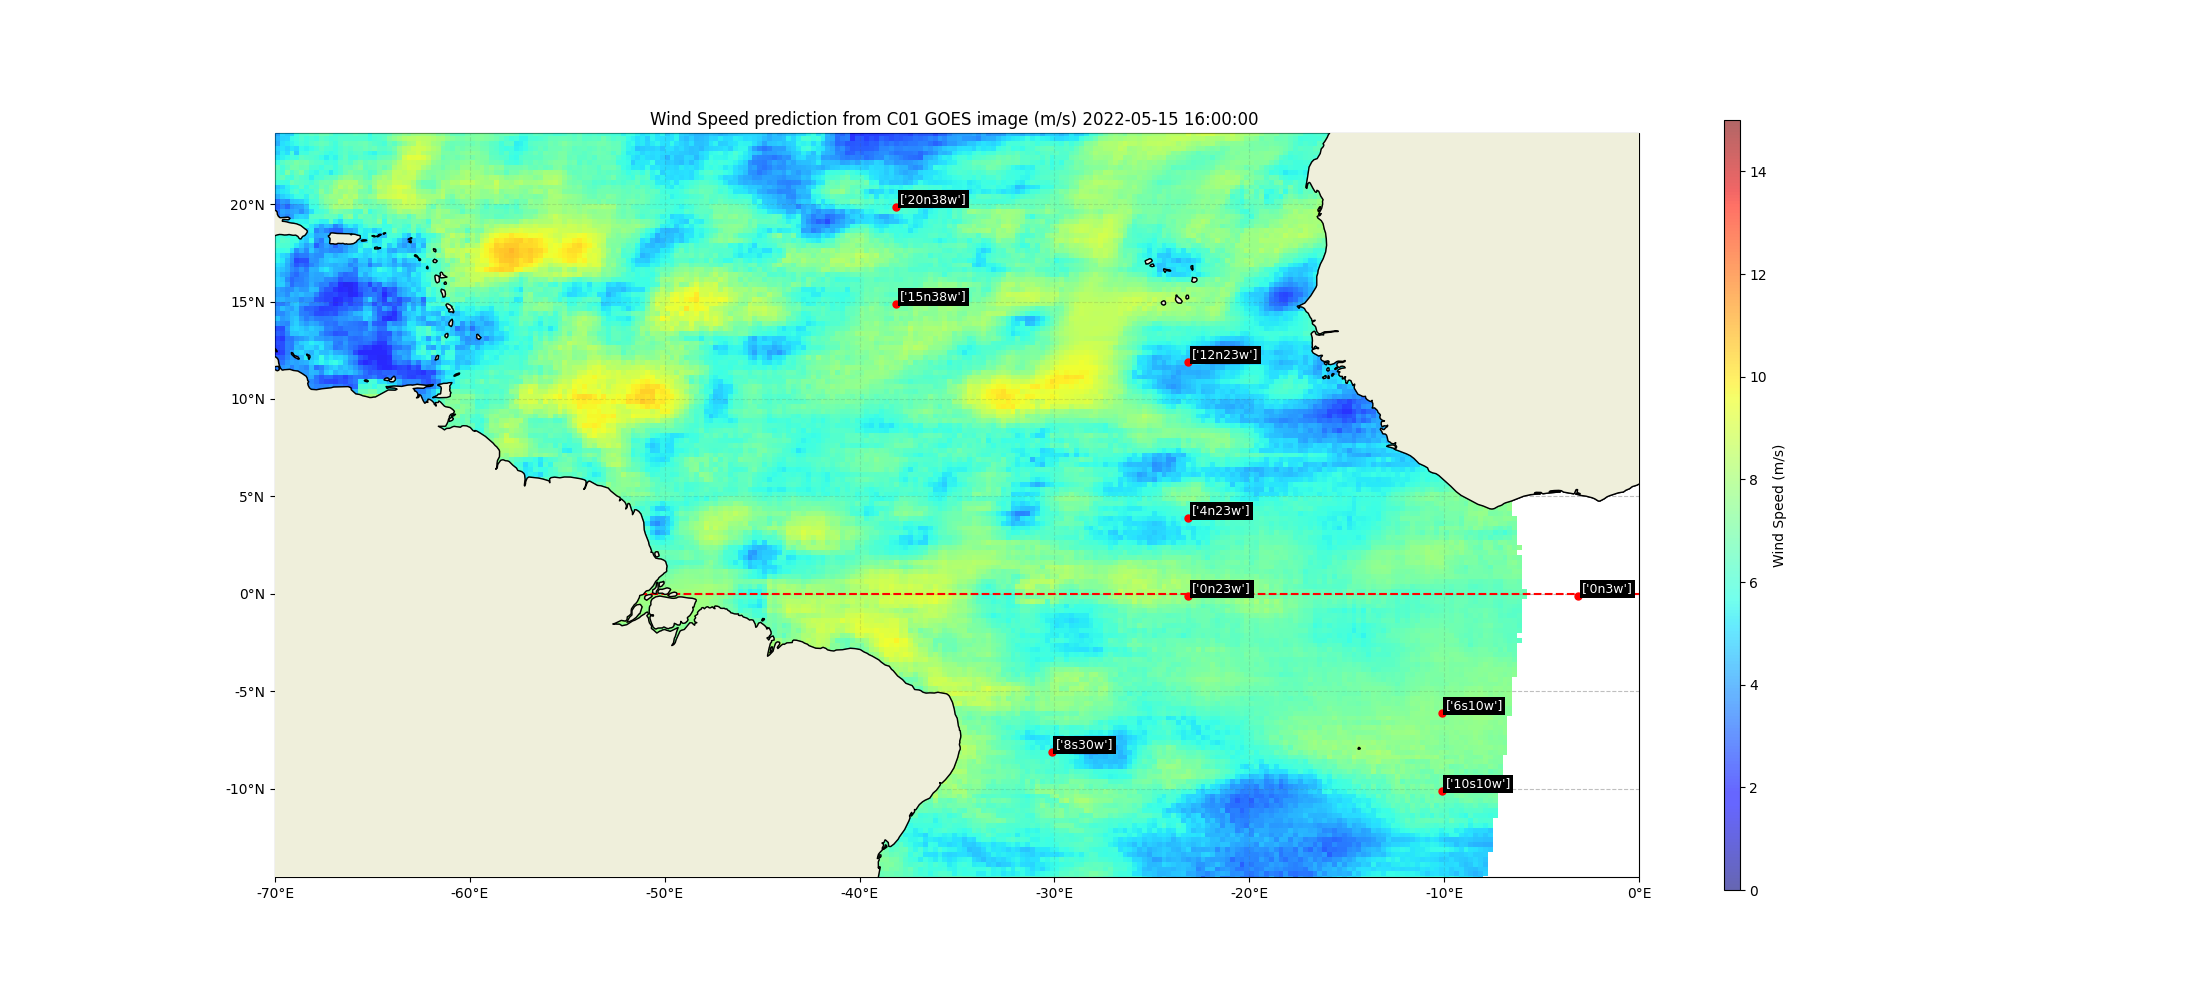 Wind Speed prediction from C01 GOES image (m/s) 2022-05-15 16:00:00
20°N
15°N
10°N
5°N
0°N
-5°N
-10°N
-70°E
-60°E
-50°E
-40°E
-30°E
-20°E
-10°E
0°E
['20n38w']
['15n38w']
['12n23w']
['4n23w']
['0n23w']
['0n3w']
['6s10w']
['8s30w']
['10s10w']
14
12
10
8
6
4
2
0
Wind Speed (m/s)